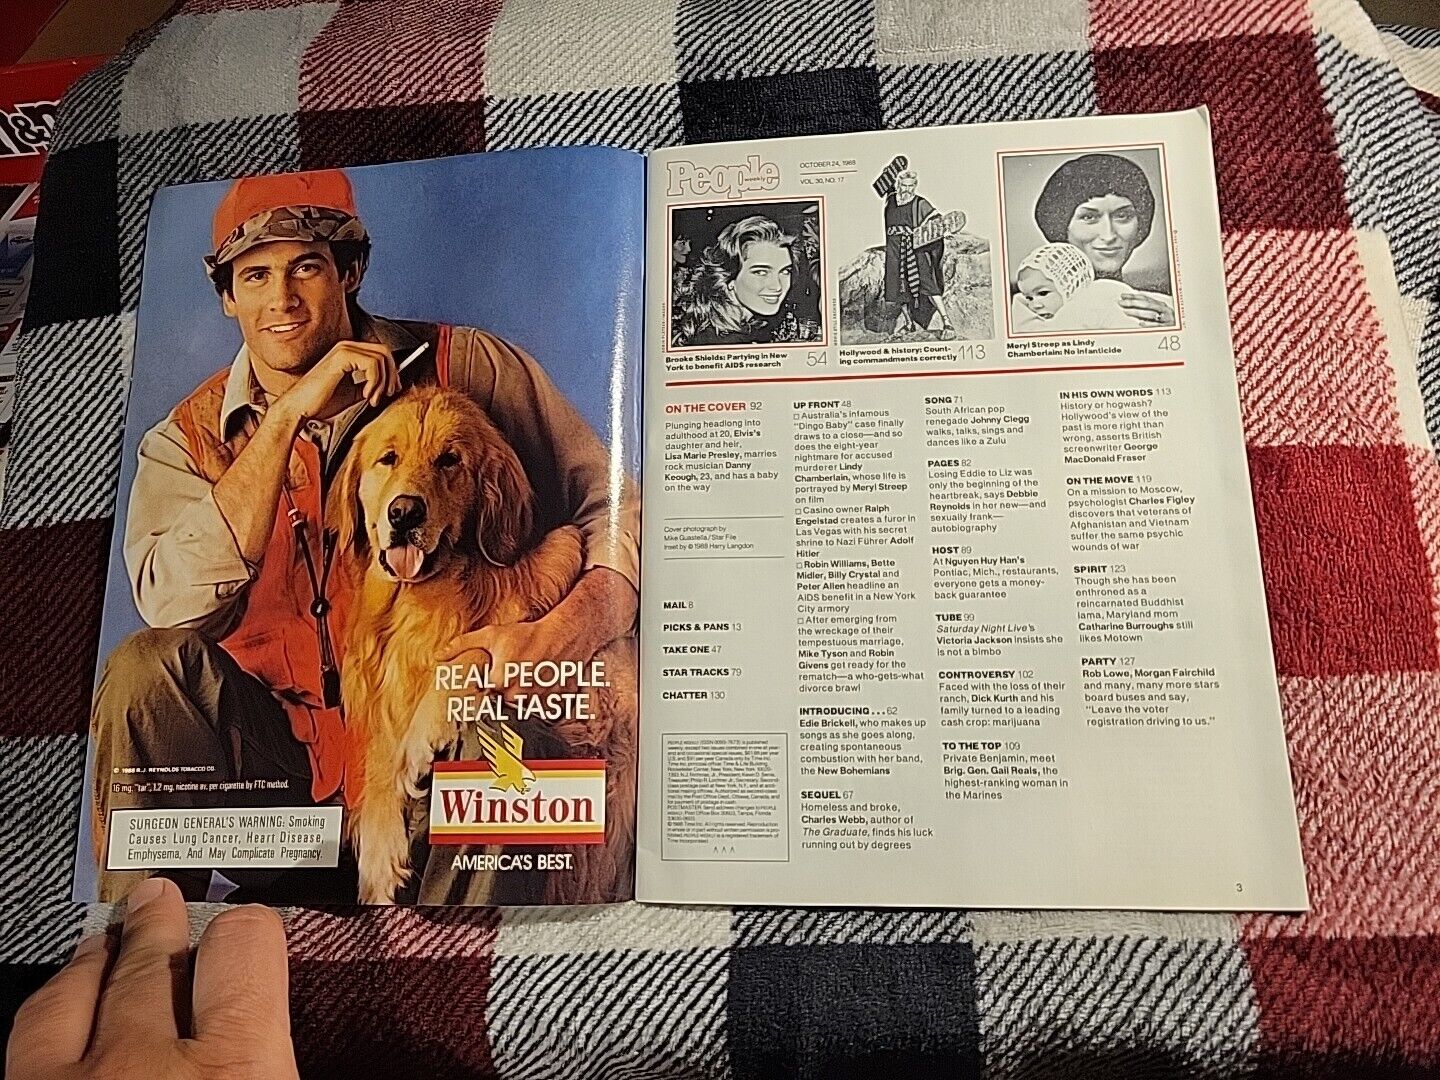 REAL PEOPLE.
REAL TASTE.
Winston
AMERICA'S BEST.
© 1988 R.J. REYNOLDS TOBACCO CO.
16 mg. "tar", 1.2 mg. nicotine av. per cigarette by FTC method.
SURGEON GENERAL'S WARNING: Smoking
Causes Lung Cancer, Heart Disease,
Emphysema, And May Complicate Pregnancy.
People
weekly
OCTOBER 24, 1988
VOL. 30, NO. 17
Brooke Shields: Partying in New
York to benefit AIDS research
54
Hollywood & history: Count-
ing commandments correctly
113
Meryl Streep as Lindy
Chamberlain: No infanticide
48
ON THE COVER 92
Plunging headlong into
adulthood at 20, Elvis's
daughter and heir,
Lisa Marie Presley, marries
rock musician Danny
Keough, 23, and has a baby
on the way
Cover photograph by
Mike Guastella/Star File
Inset by © 1988 Harry Langdon
MAIL 8
PICKS & PANS 13
TAKE ONE 47
STAR TRACKS 79
CHATTER 130
UP FRONT 48
□ Australia's infamous
"Dingo Baby" case finally
draws to a close—and so
does the eight-year
nightmare for accused
murderer Lindy
Chamberlain, whose life is
portrayed by Meryl Streep
on film
□ Casino owner Ralph
Engelstad creates a furor in
Las Vegas with his secret
shrine to Nazi Führer Adolf
Hitler
□ Robin Williams, Bette
Midler, Billy Crystal and
Peter Allen headline an
AIDS benefit in a New York
City armory
□ After emerging from
the wreckage of their
tempestuous marriage,
Mike Tyson and Robin
Givens get ready for the
rematch—a who-gets-what
divorce brawl
INTRODUCING . . . 62
Edie Brickell, who makes up
songs as she goes along,
creating spontaneous
combustion with her band,
the New Bohemians
SEQUEL 67
Homeless and broke,
Charles Webb, author of
The Graduate, finds his luck
running out by degrees
SONG 71
South African pop
renegade Johnny Clegg
walks, talks, sings and
dances like a Zulu
PAGES 82
Losing Eddie to Liz was
only the beginning of the
heartbreak, says Debbie
Reynolds in her new—and
sexually frank—
autobiography
HOST 89
At Nguyen Huy Han's
Pontiac, Mich., restaurants,
everyone gets a money-
back guarantee
TUBE 99
Saturday Night Live's
Victoria Jackson insists she
is not a bimbo
CONTROVERSY 102
Faced with the loss of their
ranch, Dick Kurth and his
family turned to a leading
cash crop: marijuana
TO THE TOP 109
Private Benjamin, meet
Brig. Gen. Gail Reals, the
highest-ranking woman in
the Marines
IN HIS OWN WORDS 113
History or hogwash?
Hollywood's view of the
past is more right than
wrong, asserts British
screenwriter George
MacDonald Fraser
ON THE MOVE 119
On a mission to Moscow,
psychologist Charles Figley
discovers that veterans of
Afghanistan and Vietnam
suffer the same psychic
wounds of war
SPIRIT 123
Though she has been
enthroned as a
reincarnated Buddhist
lama, Maryland mom
Catharine Burroughs still
likes Motown
PARTY 127
Rob Lowe, Morgan Fairchild
and many, many more stars
board buses and say,
"Leave the voter
registration driving to us."
3